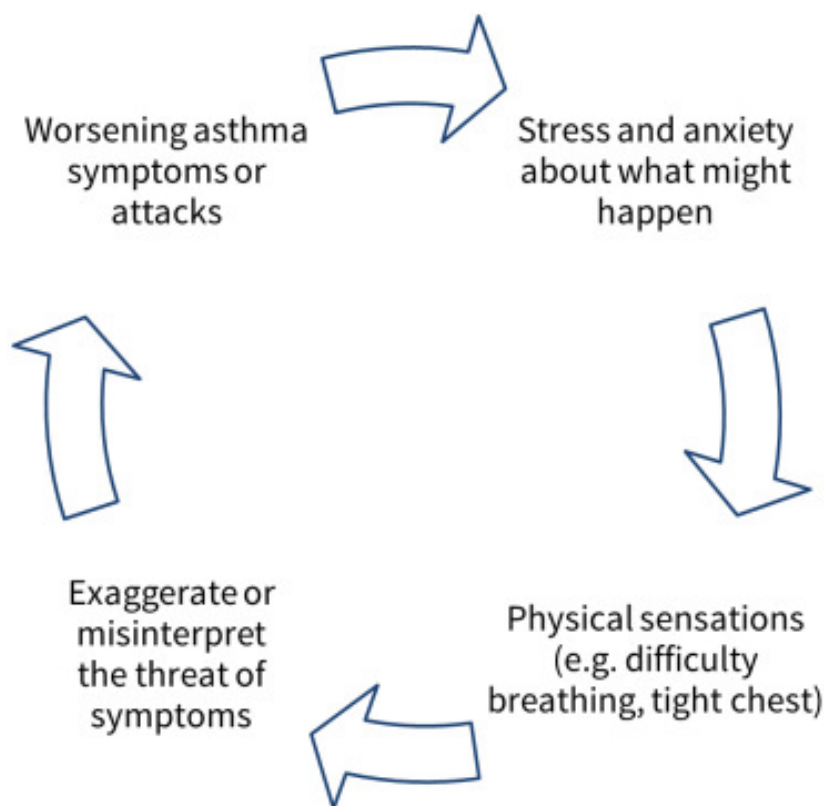 Worsening asthma
symptoms or
attacks
Stress and anxiety
about what might
happen
Physical sensations
(e.g. difficulty
breathing, tight chest)
Exaggerate or
misinterpret
the threat of
symptoms